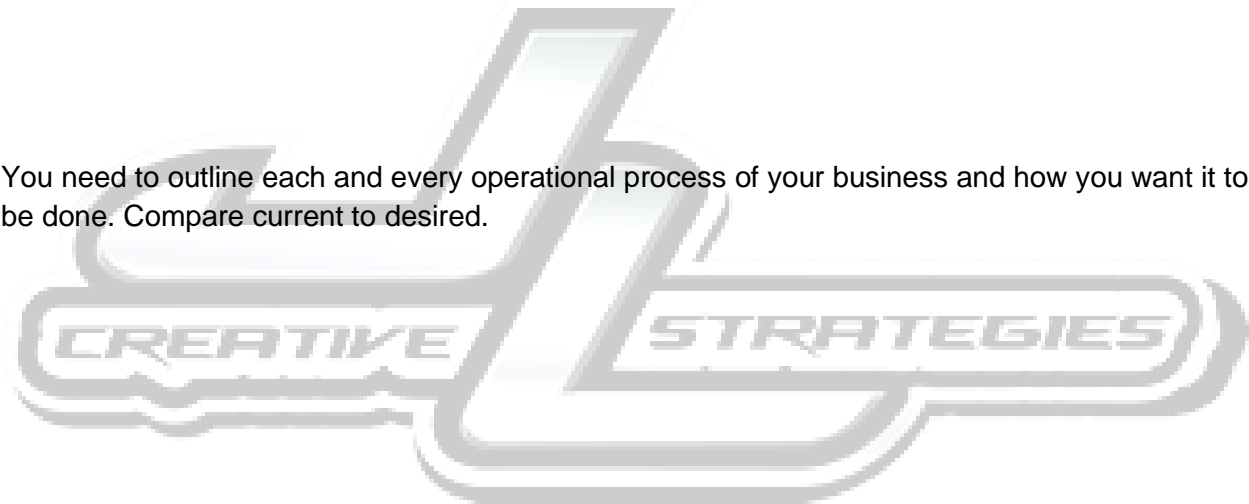 You need to outline each and every operational process of your business and how you want it to
be done. Compare current to desired.
CREATIVE STRATEGIES